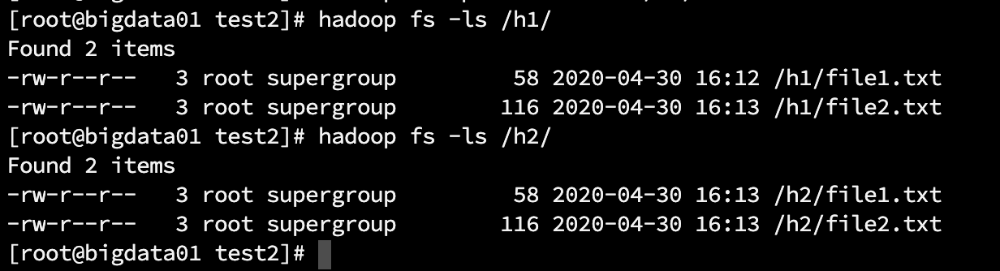 [root@bigdata01 test2]# hadoop fs -ls /h1/
Found 2 items
-rw-r--r--   3 root supergroup         58 2020-04-30 16:12 /h1/file1.txt
-rw-r--r--   3 root supergroup        116 2020-04-30 16:13 /h1/file2.txt
[root@bigdata01 test2]# hadoop fs -ls /h2/
Found 2 items
-rw-r--r--   3 root supergroup         58 2020-04-30 16:13 /h2/file1.txt
-rw-r--r--   3 root supergroup        116 2020-04-30 16:13 /h2/file2.txt
[root@bigdata01 test2]#